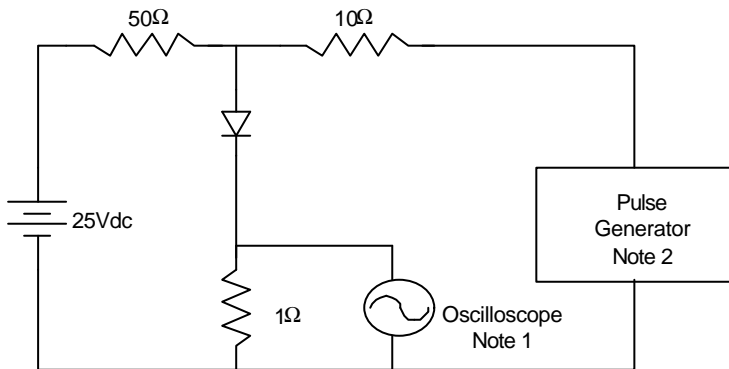 50Ω
10Ω
25Vdc
Pulse
Generator
Note 2
1Ω
Oscilloscope
Note 1